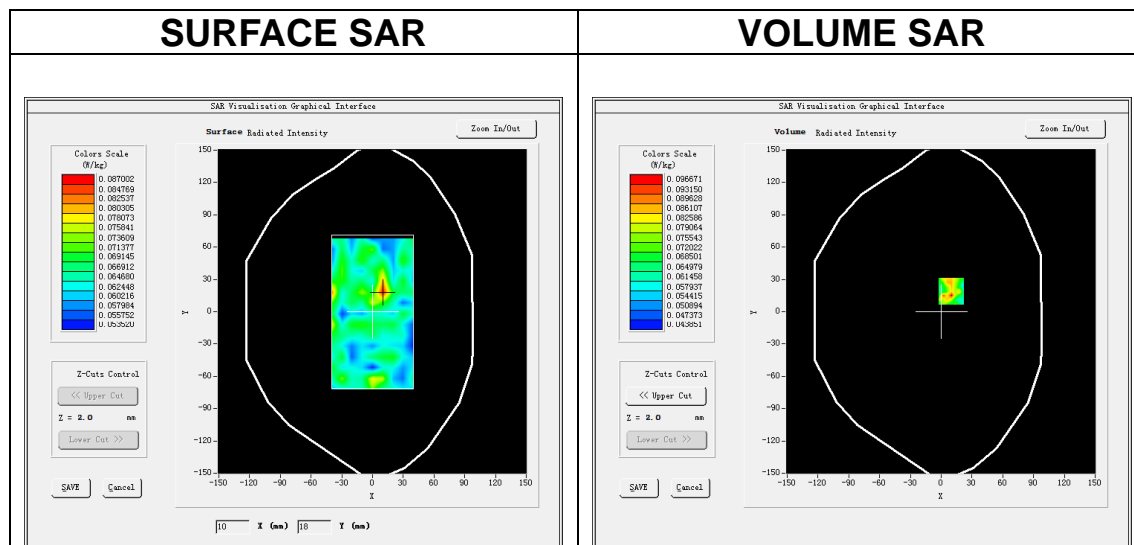 SURFACE SAR
SAR Visualisation Graphical Interface
Surface Radiated Intensity
Zoom In/Out
Colors Scale
(W/kg)
0.087002
0.084769
0.082537
0.080305
0.078073
0.075841
0.073609
0.071377
0.069145
0.066912
0.064680
0.062448
0.060216
0.057984
0.055752
0.053520
150
120
90
60
30
0
-30
-60
-90
-120
-150
Y
-150 -120 -90 -60 -30 0 30 60 90 120 150
X
Z-Cuts Control
<< Upper Cut
Z = 2.0 mm
Lower Cut >>
SAVE Cancel
10 X (mm) 18 Y (mm)
VOLUME SAR
SAR Visualisation Graphical Interface
Volume Radiated Intensity
Zoom In/Out
Colors Scale
(W/kg)
0.096671
0.093150
0.089628
0.086107
0.082586
0.079064
0.075543
0.072022
0.068501
0.064979
0.061458
0.057937
0.054415
0.050894
0.047373
0.043851
150
120
90
60
30
0
-30
-60
-90
-120
-150
Y
-150 -120 -90 -60 -30 0 30 60 90 120 150
X
Z-Cuts Control
<< Upper Cut
Z = 2.0 mm
Lower Cut >>
SAVE Cancel